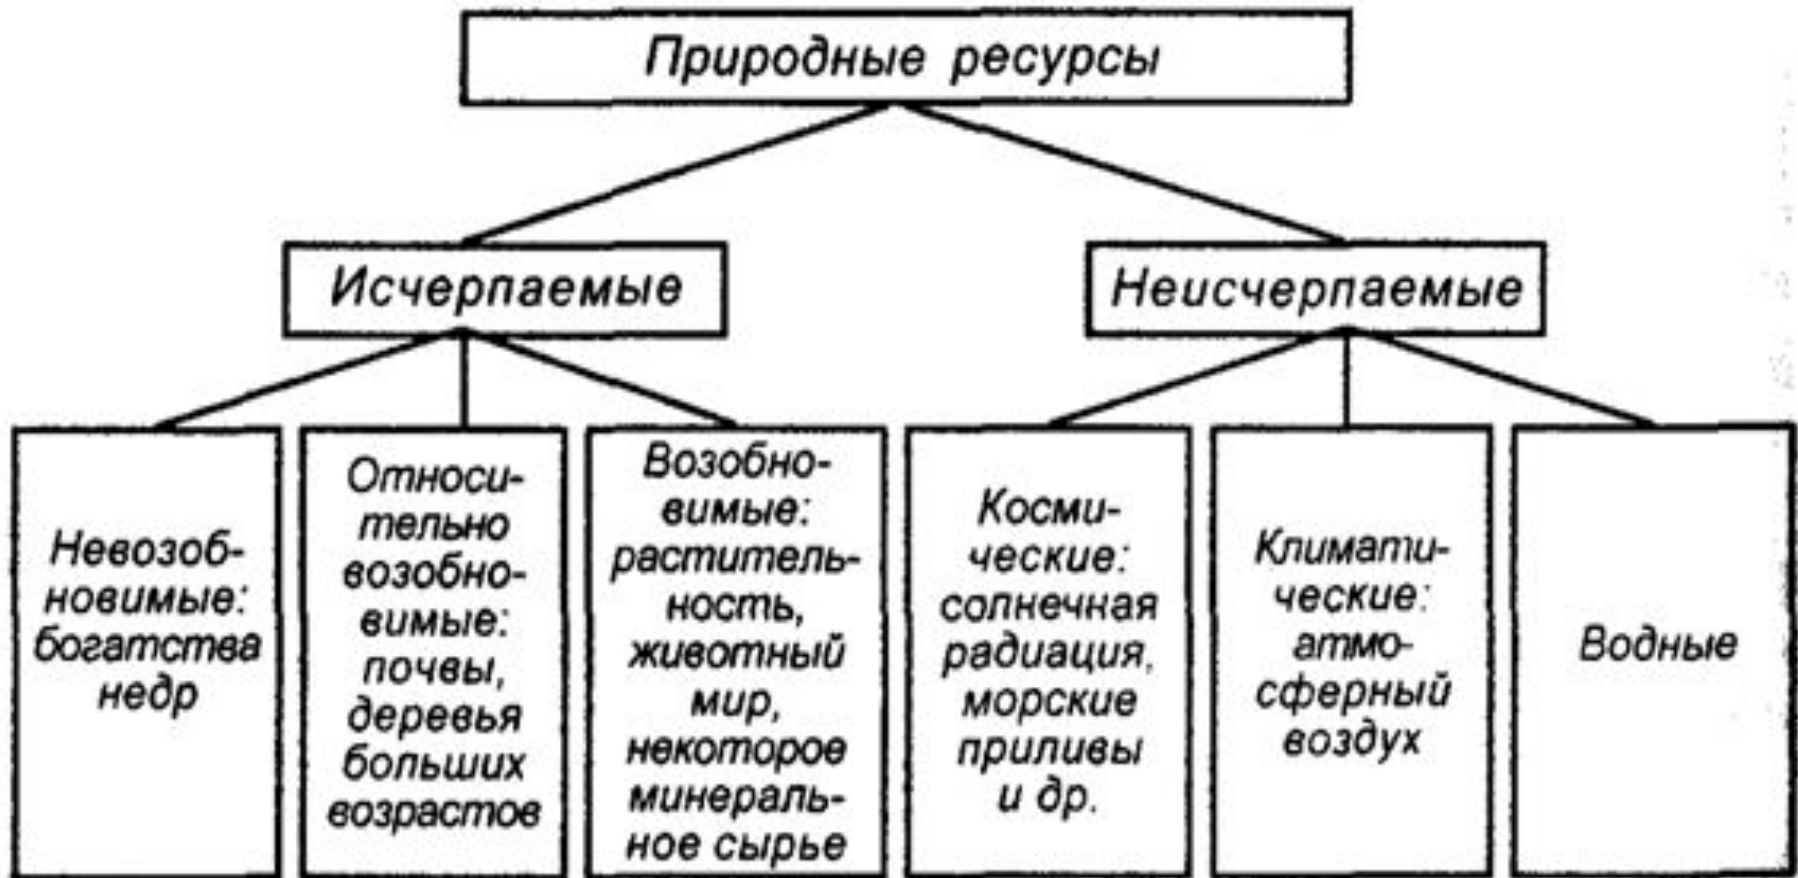 Природные ресурсы
Исчерпаемые
Неисчерпаемые
Невозоб-
новимые:
богатства
недр
Относи-
тельно
возобно-
вимые:
почвы,
деревья
больших
возрастов
Возобно-
вимые:
раститель-
ность,
животный
мир,
некоторое
минераль-
ное сырье
Косми-
ческие:
солнечная
радиация,
морские
приливы
и др.
Климати-
ческие:
атмо-
сферный
воздух
Водные